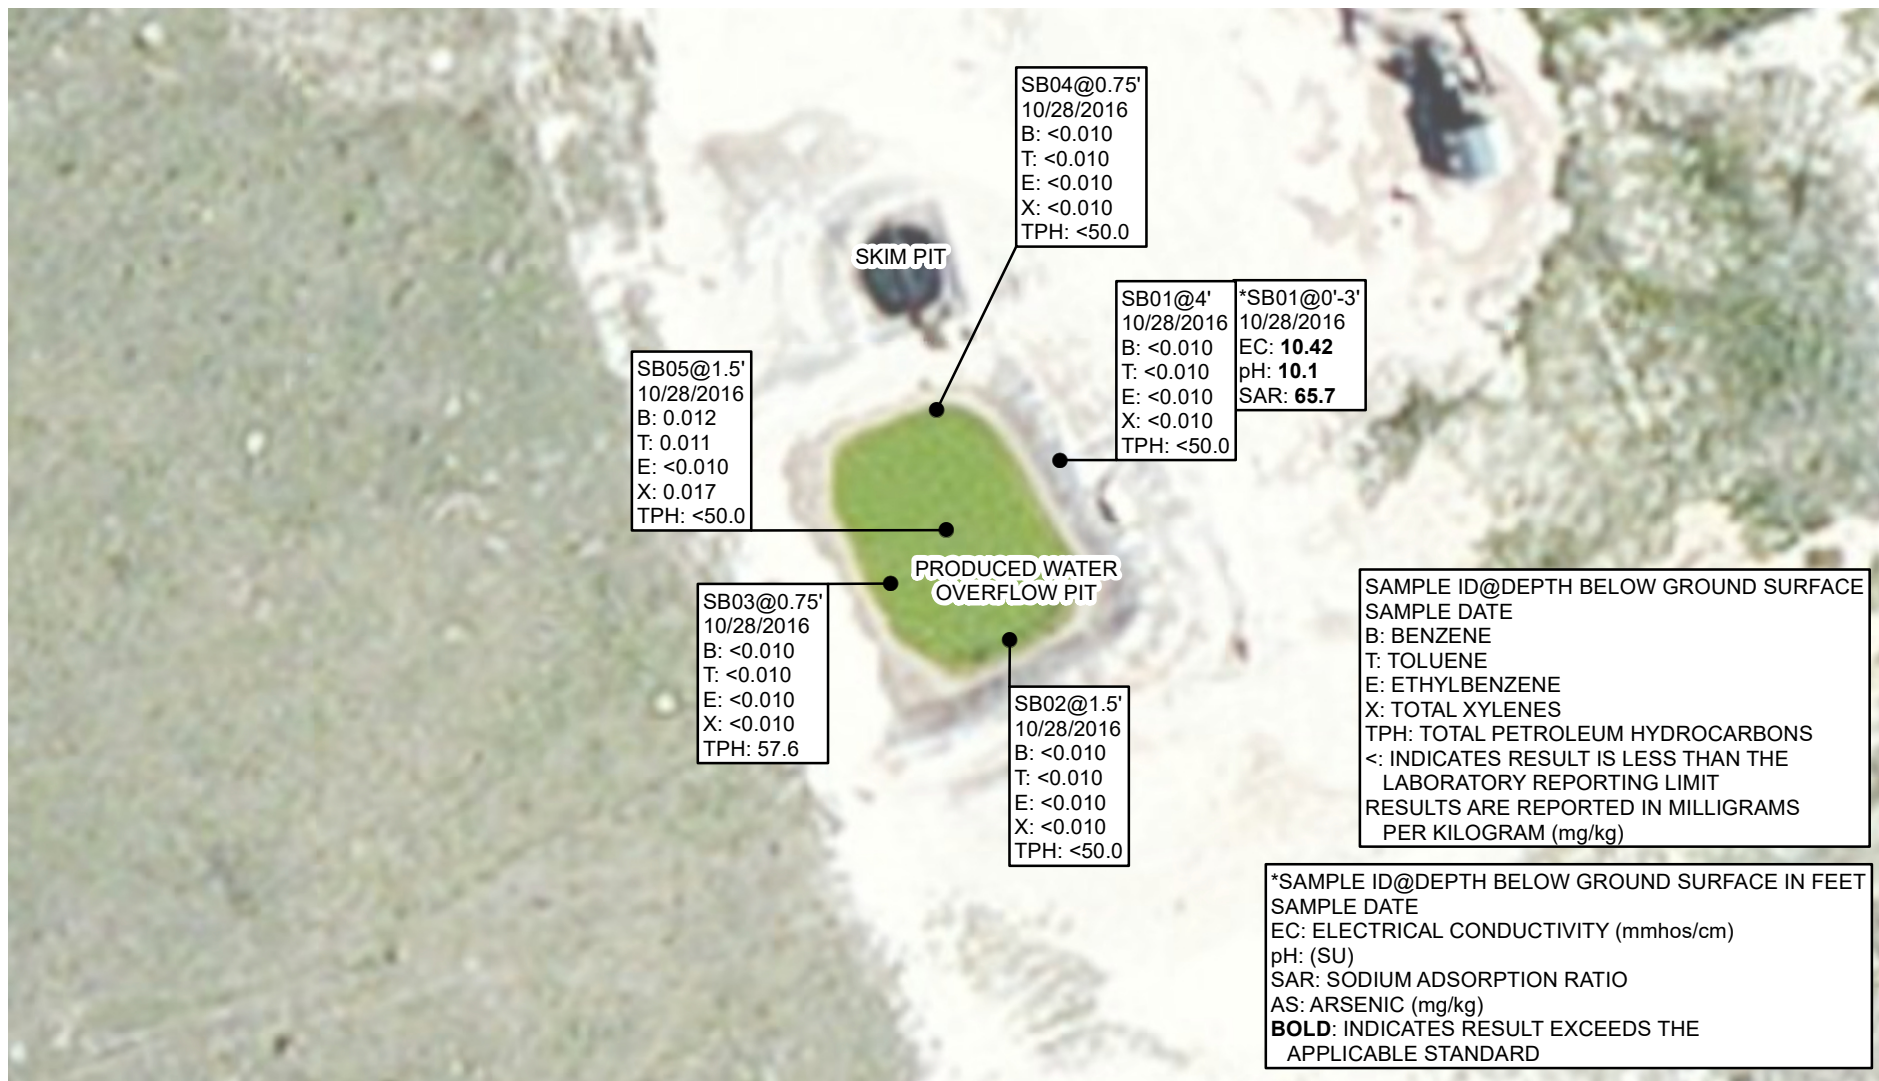 SB04@0.75'
10/28/2016
B: <0.010
T: <0.010
E: <0.010
X: <0.010
TPH: <50.0
SKIM PIT
SB01@4'
10/28/2016
B: <0.010
T: <0.010
E: <0.010
X: <0.010
TPH: <50.0
*SB01@0'-3'
10/28/2016
EC: 10.42
pH: 10.1
SAR: 65.7
SB05@1.5'
10/28/2016
B: 0.012
T: 0.011
E: <0.010
X: 0.017
TPH: <50.0
PRODUCED WATER
OVERFLOW PIT
SB03@0.75'
10/28/2016
B: <0.010
T: <0.010
E: <0.010
X: <0.010
TPH: 57.6
SB02@1.5'
10/28/2016
B: <0.010
T: <0.010
E: <0.010
X: <0.010
TPH: <50.0
SAMPLE ID@DEPTH BELOW GROUND SURFACE
SAMPLE DATE
B: BENZENE
T: TOLUENE
E: ETHYLBENZENE
X: TOTAL XYLENES
TPH: TOTAL PETROLEUM HYDROCARBONS
<: INDICATES RESULT IS LESS THAN THE
LABORATORY REPORTING LIMIT
RESULTS ARE REPORTED IN MILLIGRAMS
PER KILOGRAM (mg/kg)
*SAMPLE ID@DEPTH BELOW GROUND SURFACE IN FEET
SAMPLE DATE
EC: ELECTRICAL CONDUCTIVITY (mmhos/cm)
pH: (SU)
SAR: SODIUM ADSORPTION RATIO
AS: ARSENIC (mg/kg)
BOLD: INDICATES RESULT EXCEEDS THE
APPLICABLE STANDARD